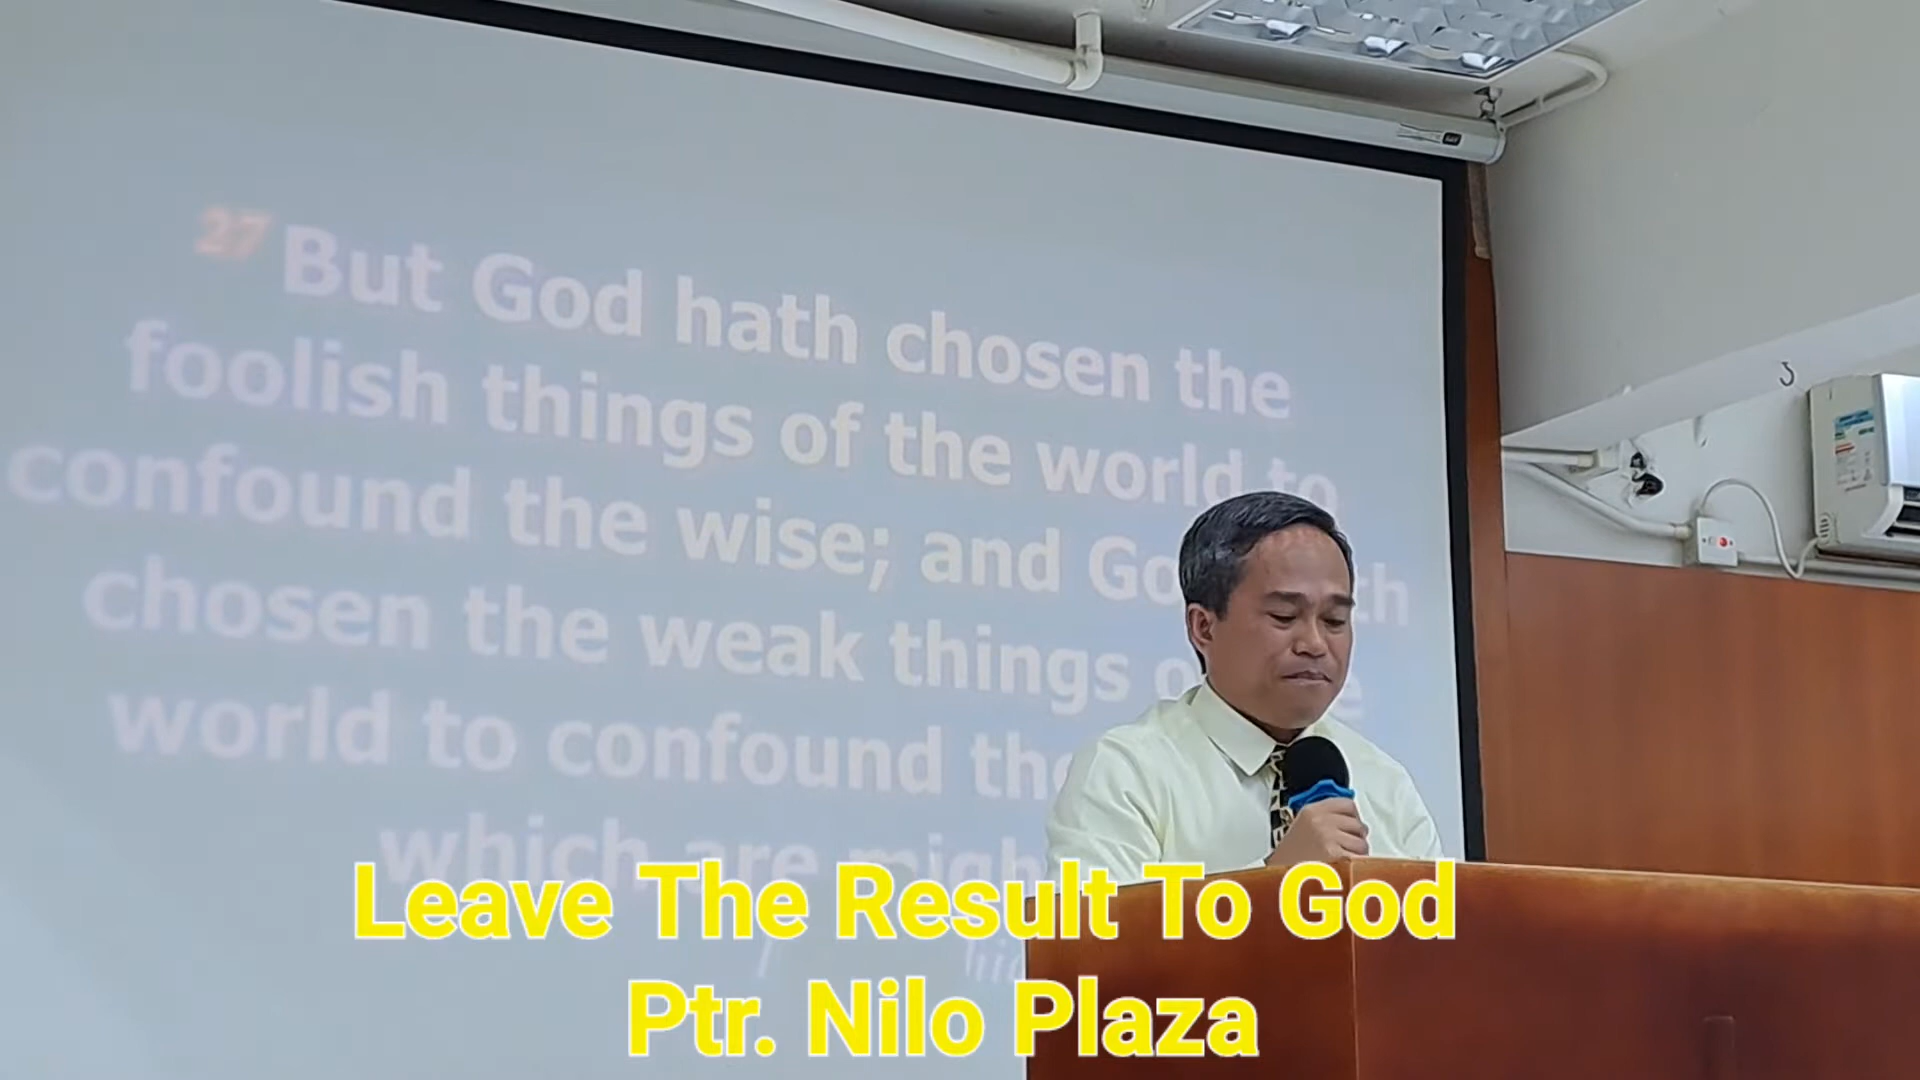 27 But God hath chosen the
foolish things of the world to
confound the wise; and
chosen the weak things
world to confound
which are
Leave The Result To God
Ptr. Nilo Plaza